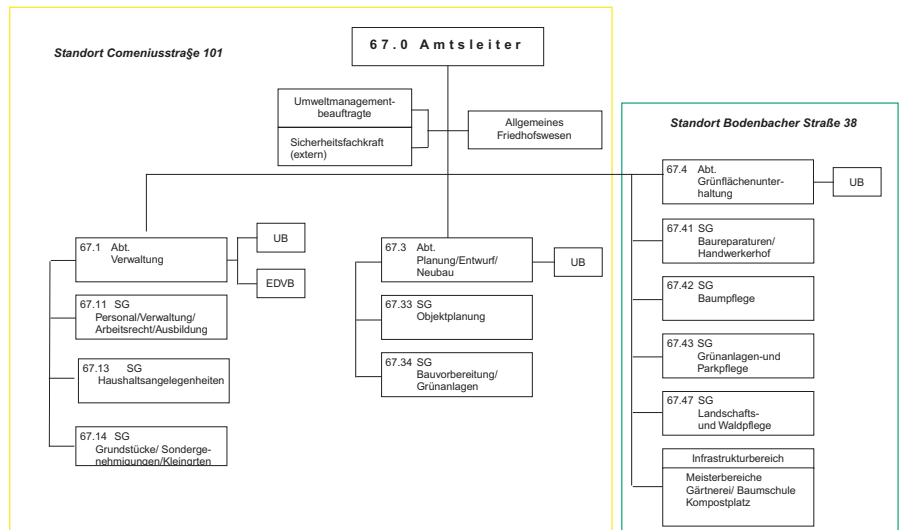 Standort Comeniusstra§e 101
67.0 Amtsleiter
Umweltmanagement-
beauftragte
Sicherheitsfachkraft
(extern)
Allgemeines
Friedhofswesen
67.1 Abt.
Verwaltung
UB
EDVB
67.11 SG
Personal/Verwaltung/
Arbeitsrecht/Ausbildung
67.13 SG
Haushaltsangelegenheiten
67.14 SG
Grundstücke/ Sonderge-
nehmigungen/Kleingrten
67.3 Abt.
Planung/Entwurf/
Neubau
UB
67.33 SG
Objektplanung
67.34 SG
Bauvorbereitung/
Grünanlagen
Standort Bodenbacher Straße 38
67.4 Abt.
Grünflächenunter-
haltung
UB
67.41 SG
Baureparaturen/
Handwerkerhof
67.42 SG
Baumpflege
67.43 SG
Grünanlagen-und
Parkpflege
67.47 SG
Landschafts-
und Waldpflege
Infrastrukturbereich
Meisterbereiche
Gärtnerei/ Baumschule
Kompostplatz